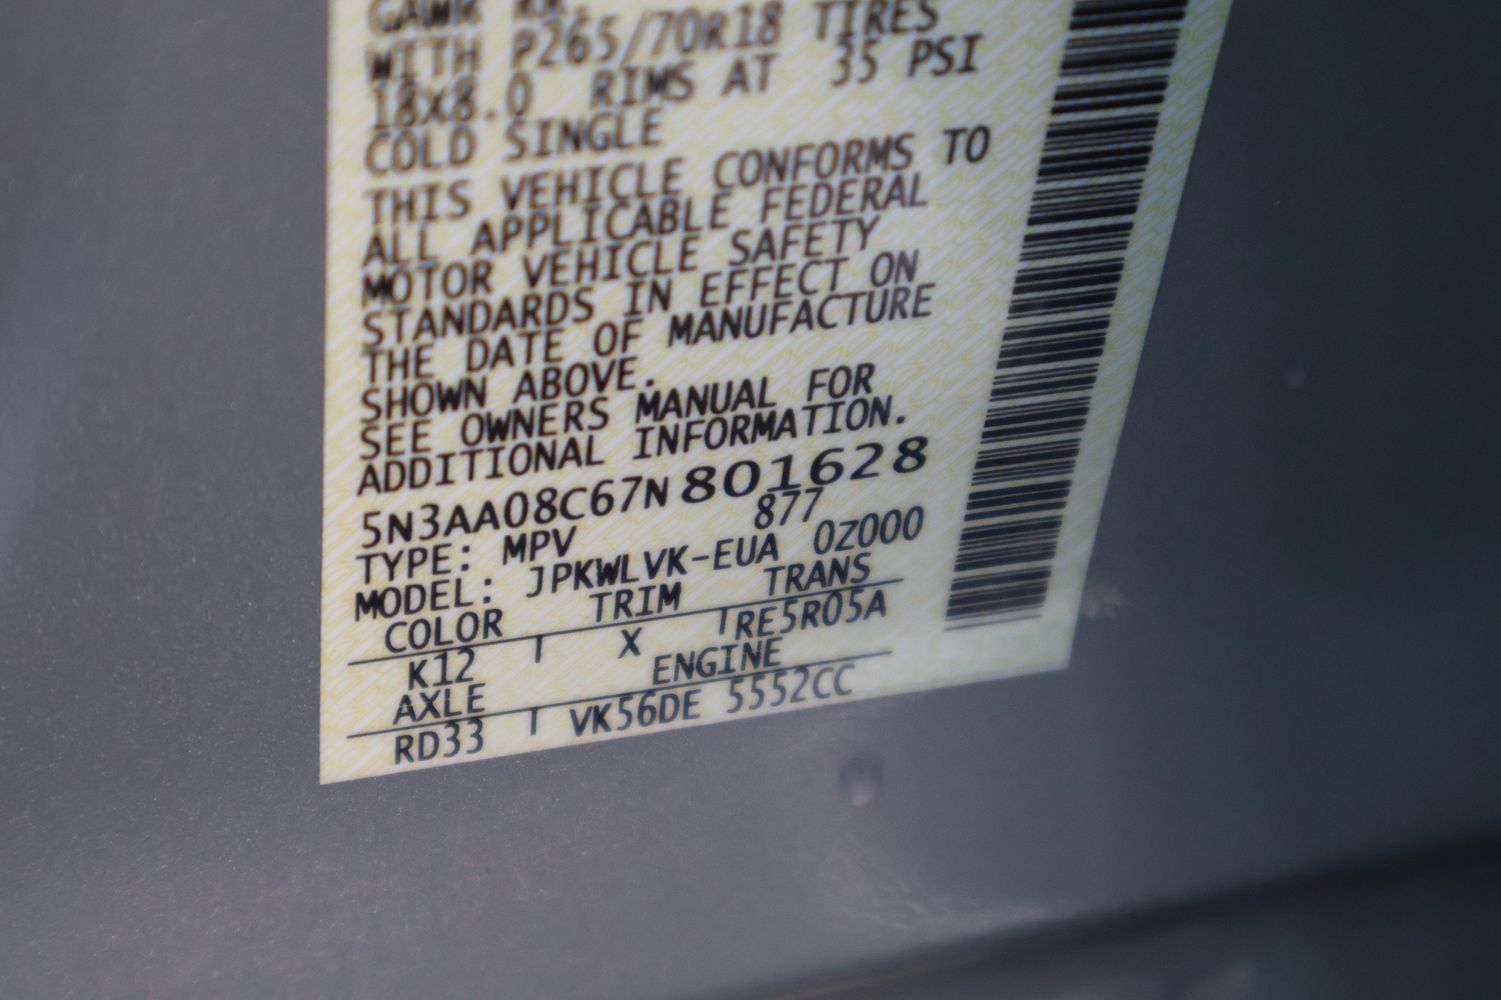 GAWR RR:
WITH P265/70R18 TIRES
18X8.0 RIMS AT 35 PSI
COLD SINGLE
THIS VEHICLE CONFORMS TO
ALL APPLICABLE FEDERAL
MOTOR VEHICLE SAFETY
STANDARDS IN EFFECT ON
THE DATE OF MANUFACTURE
SHOWN ABOVE.
SEE OWNERS MANUAL FOR
ADDITIONAL INFORMATION.
5N3AA08C67N801628
TYPE: MPV 877
MODEL: JPKWLVK-EUA 0Z000
COLOR TRIM TRANS
K12 X RE5R05A
AXLE ENGINE
RD33 VK56DE 5552CC